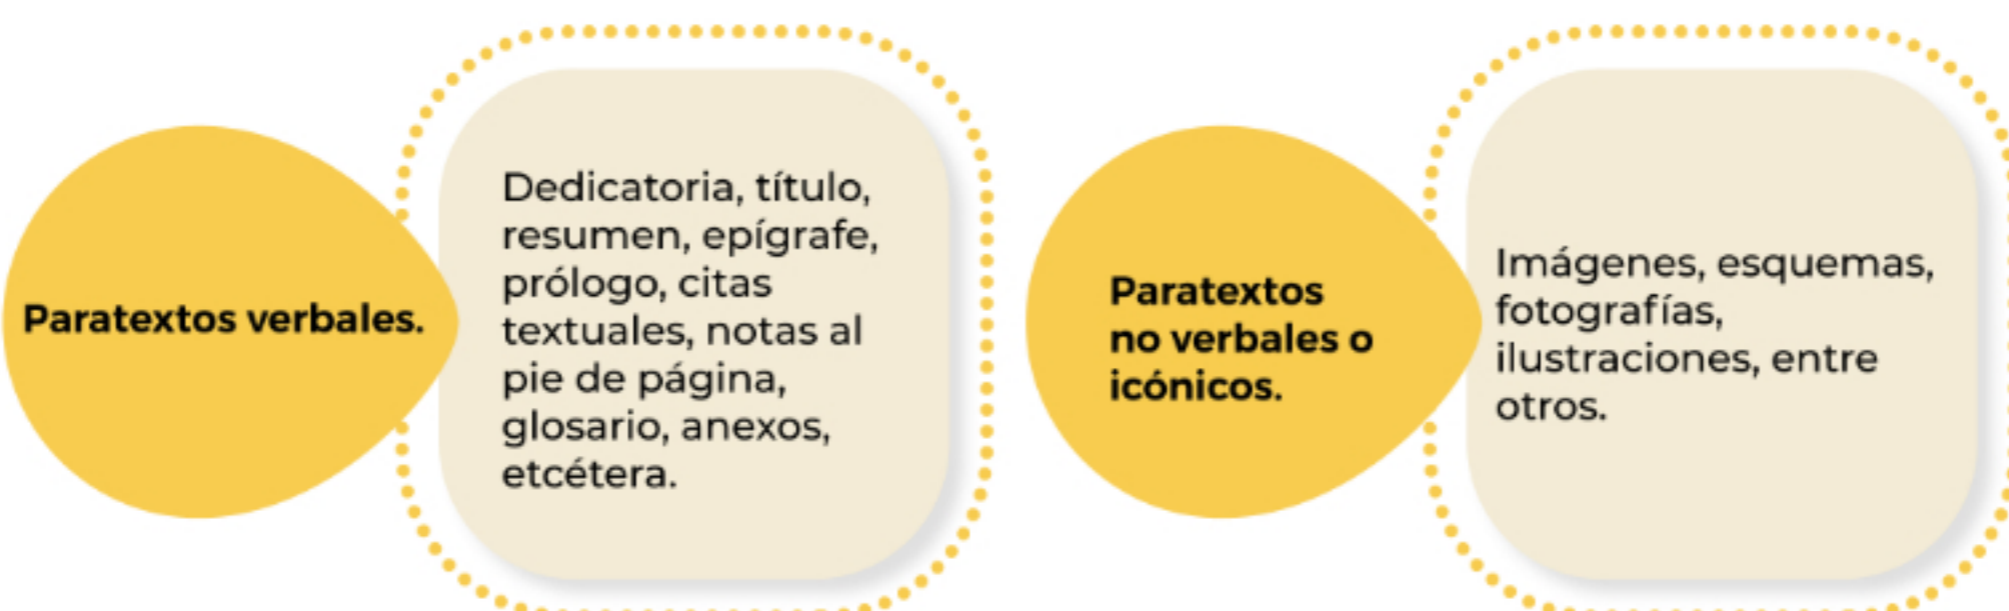 Paratextos verbales.
Dedicatoria, título,
resumen, epígrafe,
prólogo, citas
textuales, notas al
pie de página,
glosario, anexos,
etcétera.
Paratextos
no verbales o
icónicos.
Imágenes, esquemas,
fotografías,
ilustraciones, entre
otros.